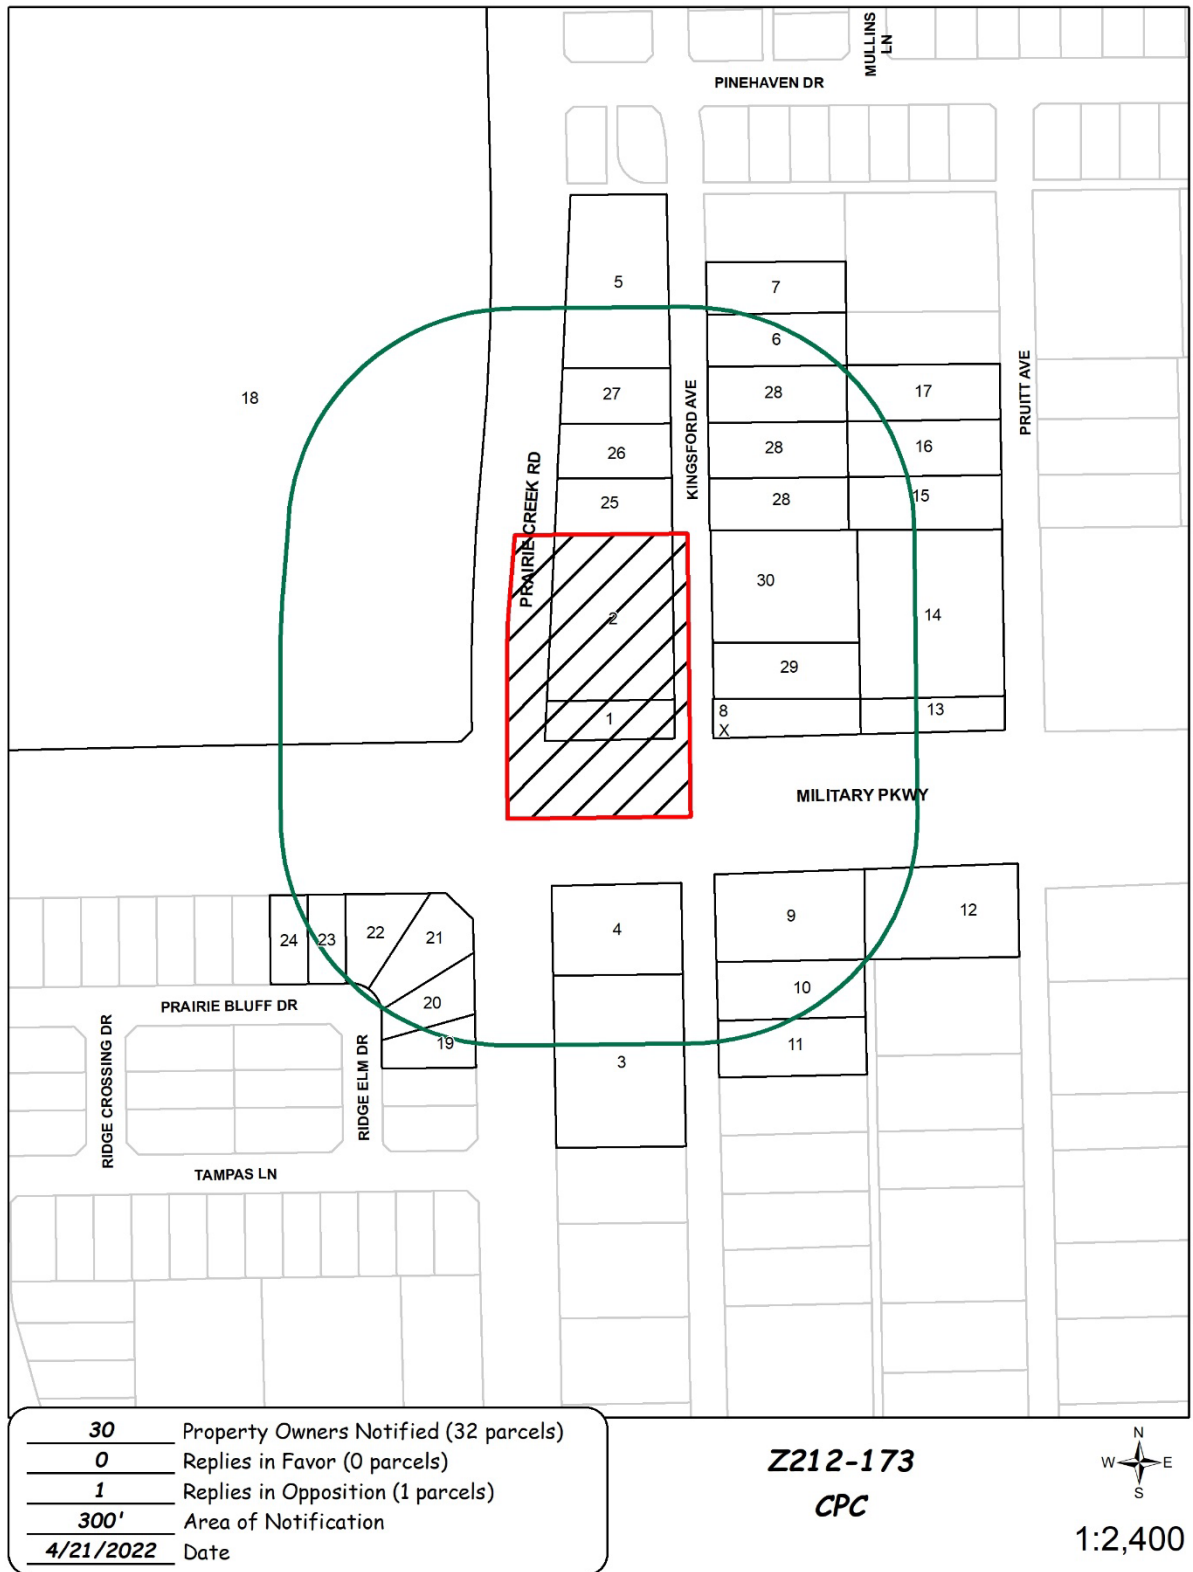 MULLINS
LN
PINEHAVEN DR
5
7
6
18
27
28
17
KINGSFORD AVE
PRUITT AVE
26
28
16
PRAIRIE CREEK RD
25
28
15
30
2
14
29
1
8
X
13
MILITARY PKWY
4
9
12
24
23
22
21
20
19
10
PRAIRIE BLUFF DR
RIDGE CROSSING DR
RIDGE ELM DR
3
11
TAMPAS LN
30 Property Owners Notified (32 parcels)
0 Replies in Favor (0 parcels)
1 Replies in Opposition (1 parcels)
300' Area of Notification
4/21/2022 Date
Z212-173
CPC
N
W E
S
1:2,400